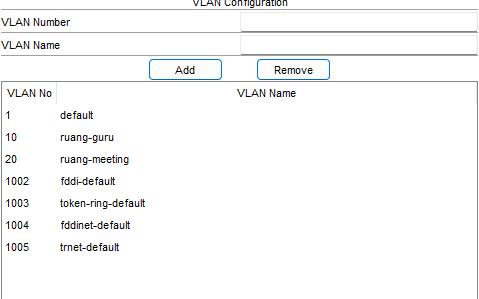 VLAN Configuration
VLAN Number
VLAN Name
Add Remove
VLAN No VLAN Name
1 default
10 ruang-guru
20 ruang-meeting
1002 fddi-default
1003 token-ring-default
1004 fddinet-default
1005 trnet-default